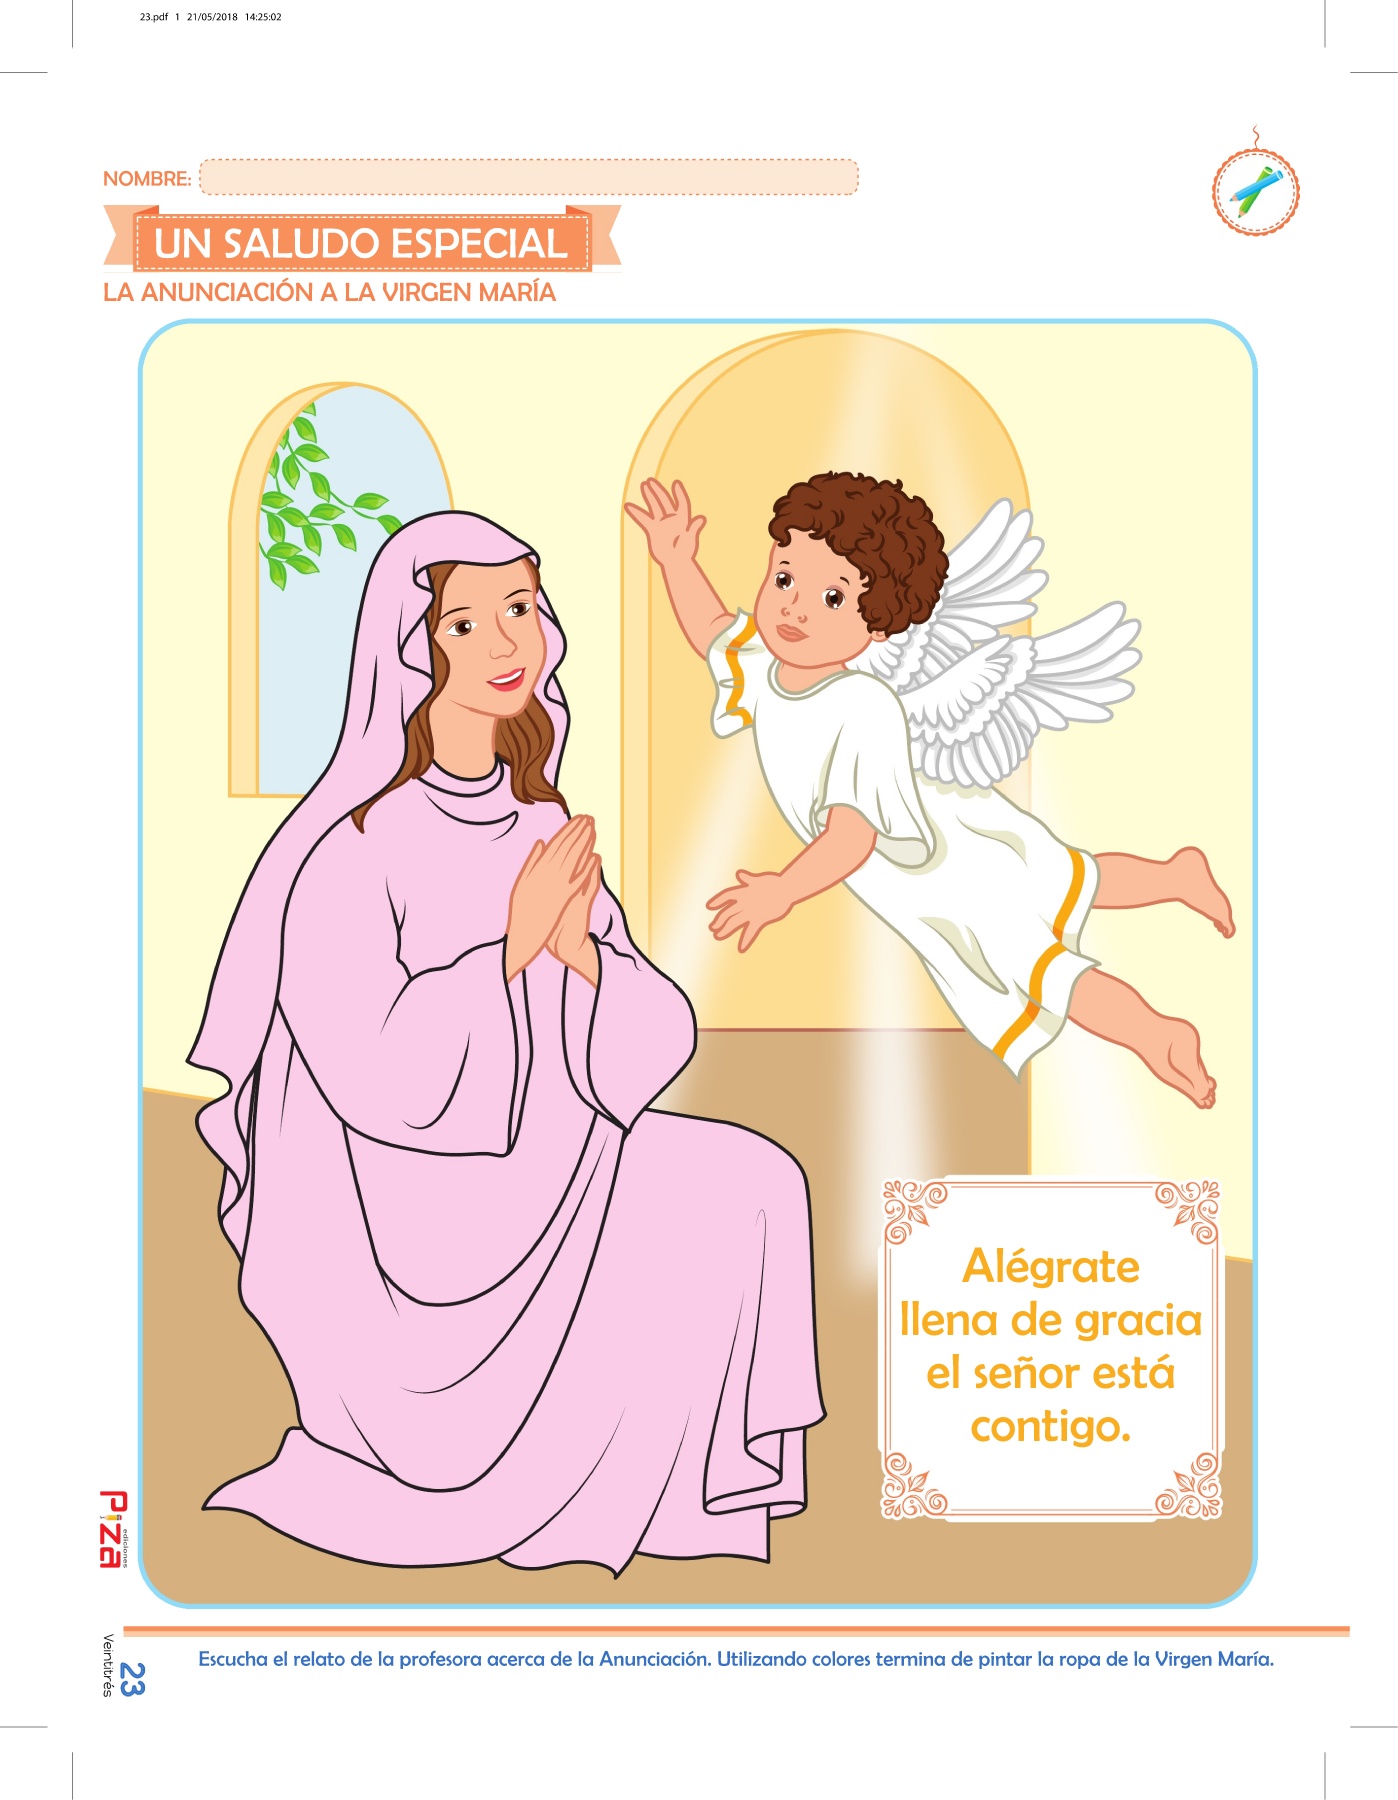 23.pdf 1 21/05/2018 14:25:02
NOMBRE:
UN SALUDO ESPECIAL
LA ANUNCIACIÓN A LA VIRGEN MARÍA
Alégrate
llena de gracia
el señor está
contigo.
Piza
ediciones
Escucha el relato de la profesora acerca de la Anunciación. Utilizando colores termina de pintar la ropa de la Virgen María.
23
Veintitrés